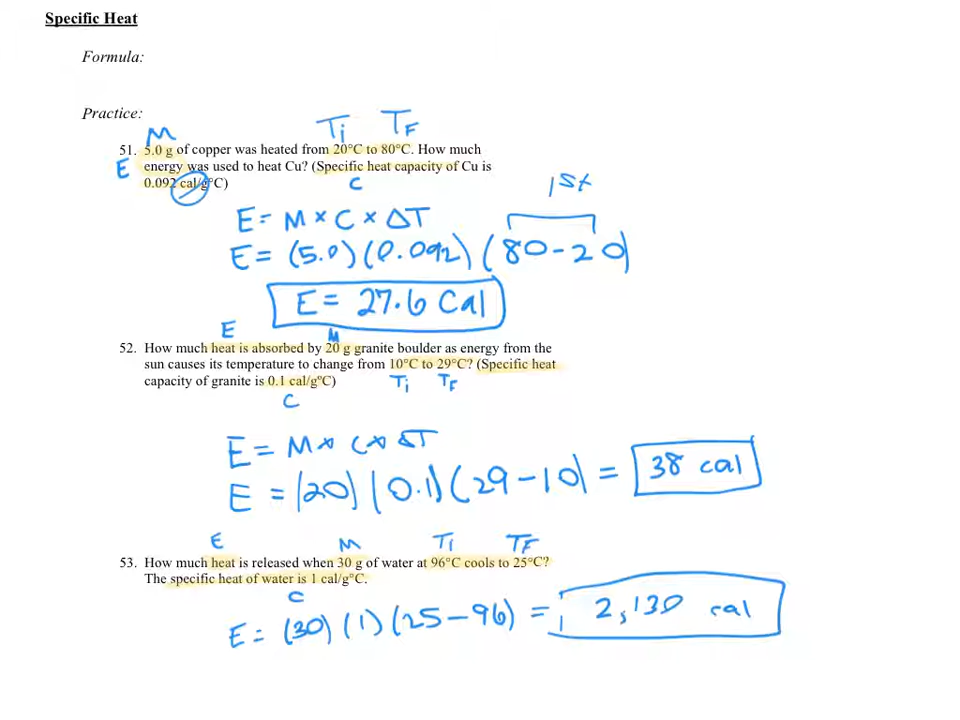 Specific Heat
Formula:
Practice:
M Ti TF
51. 5.0 g of copper was heated from 20°C to 80°C. How much
E energy was used to heat Cu? (Specific heat capacity of Cu is
0.092 cal/g°C) C 1st
E = M × C × ΔT
E = (5.0)(0.092)(80-20)
E = 27.6 Cal
E M
52. How much heat is absorbed by 20 g granite boulder as energy from the
sun causes its temperature to change from 10°C to 29°C? (Specific heat
capacity of granite is 0.1 cal/g°C) Ti TF
C
E = M × C × ΔT
E = (20)(0.1)(29-10) = 38 cal
E M Ti TF
53. How much heat is released when 30 g of water at 96°C cools to 25°C?
The specific heat of water is 1 cal/g°C.
C
E = (30)(1)(25-96) = 2,130 cal